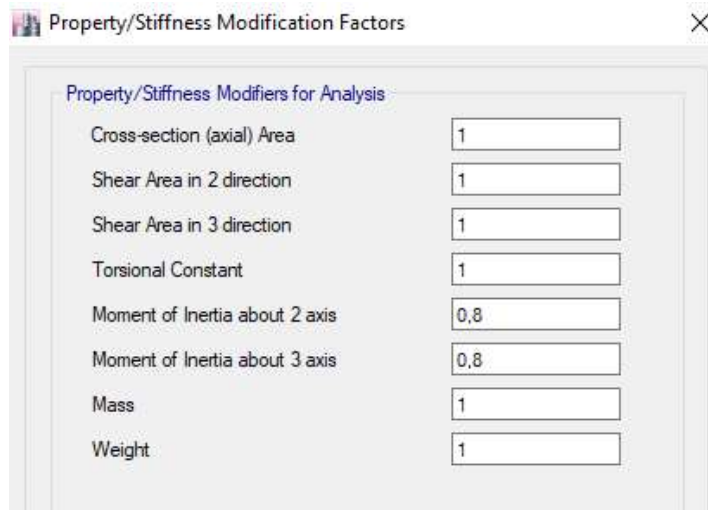 Property/Stiffness Modification Factors
Property/Stiffness Modifiers for Analysis
Cross-section (axial) Area 1
Shear Area in 2 direction 1
Shear Area in 3 direction 1
Torsional Constant 1
Moment of Inertia about 2 axis 0,8
Moment of Inertia about 3 axis 0,8
Mass 1
Weight 1